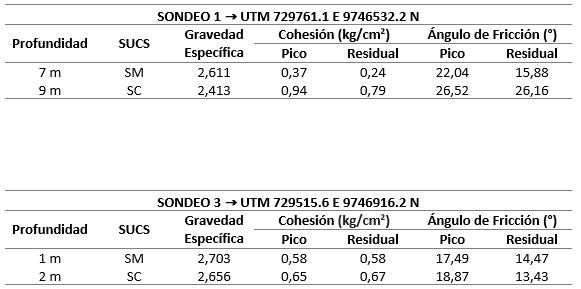 SONDEO 1 → UTM 729761.1 E 9746532.2 N
Profundidad SUCS Gravedad Específica Cohesión (kg/cm²) Ángulo de Fricción (°)
Pico Residual Pico Residual
7 m SM 2,611 0,37 0,24 22,04 15,88
9 m SC 2,413 0,94 0,79 26,52 26,16
SONDEO 3 → UTM 729515.6 E 9746916.2 N
Profundidad SUCS Gravedad Específica Cohesión (kg/cm²) Ángulo de Fricción (°)
Pico Residual Pico Residual
1 m SM 2,703 0,58 0,58 17,49 14,47
2 m SC 2,656 0,65 0,67 18,87 13,43